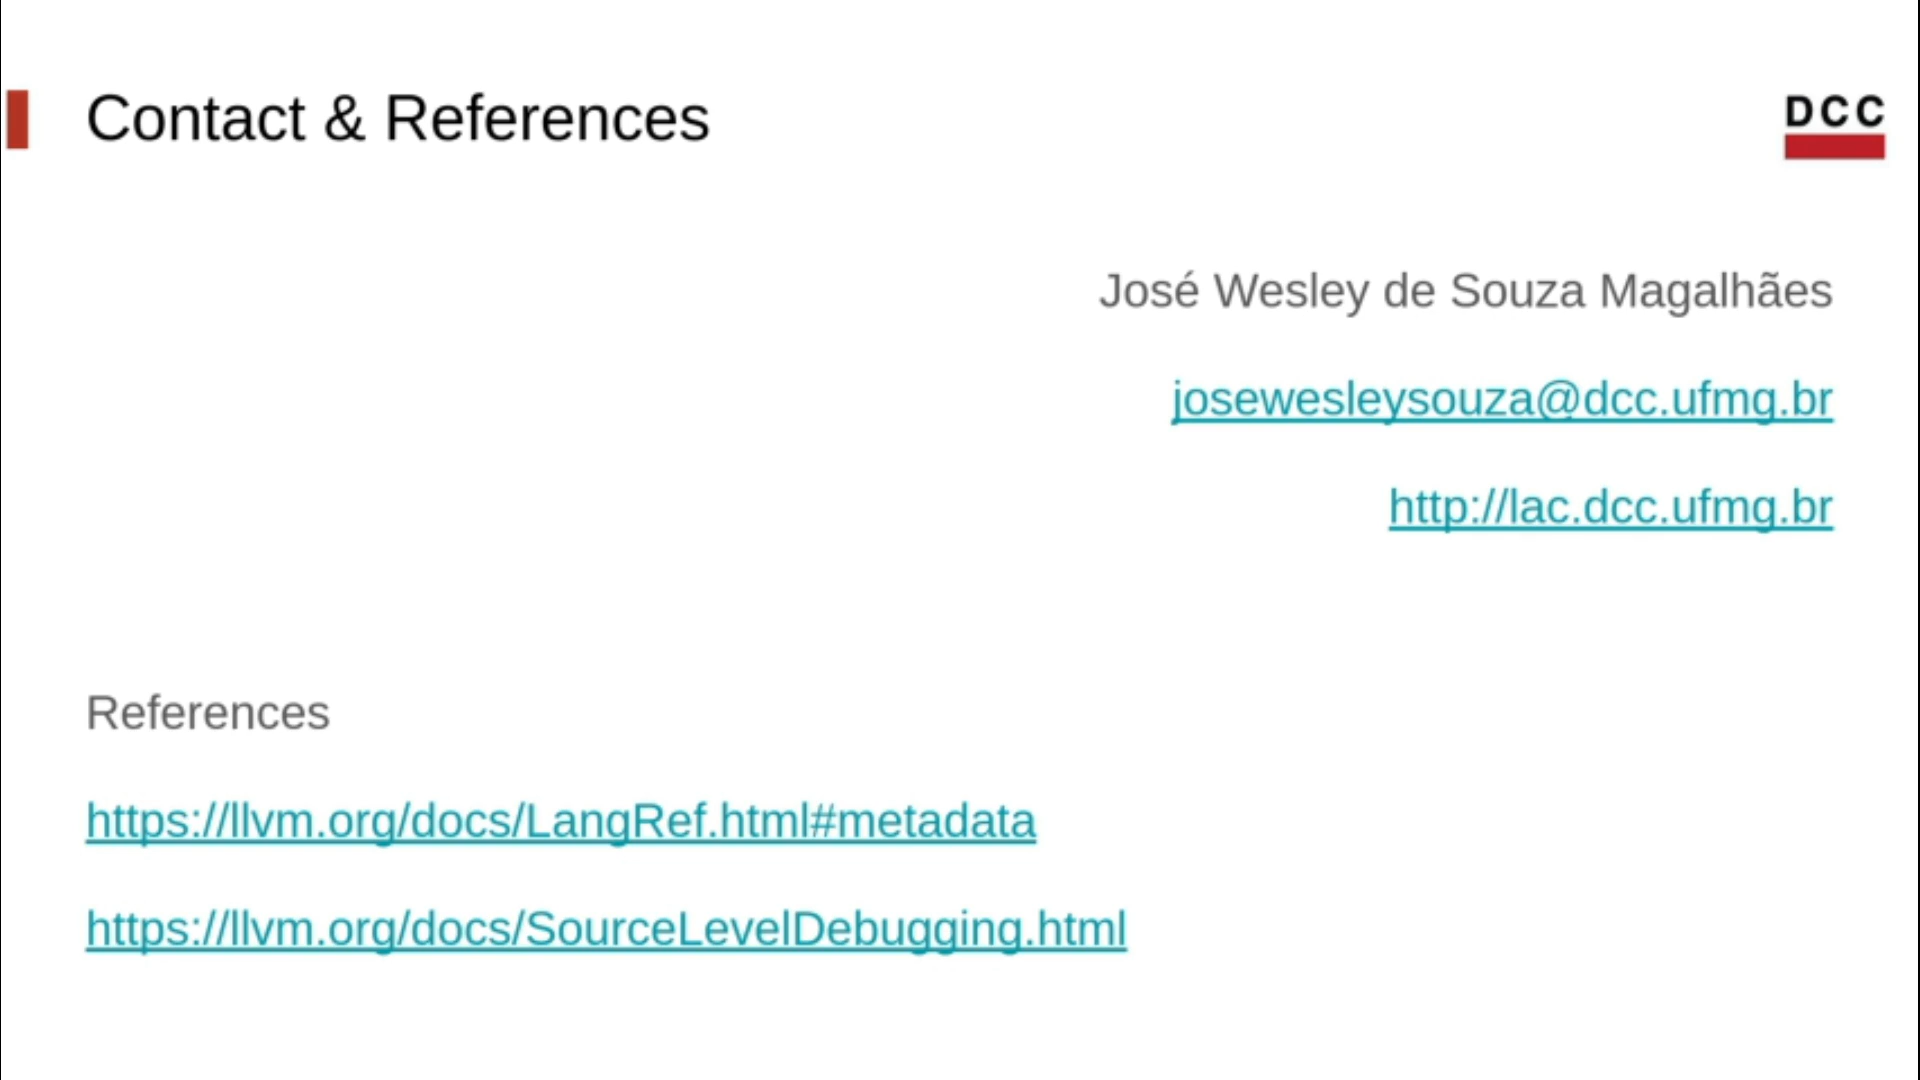 Contact & References
DCC
José Wesley de Souza Magalhães
josewesleysouza@dcc.ufmg.br
http://lac.dcc.ufmg.br
References
https://llvm.org/docs/LangRef.html#metadata
https://llvm.org/docs/SourceLevelDebugging.html